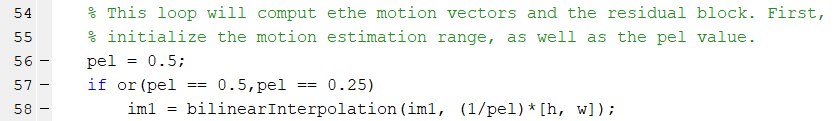 54 % This loop will comput ethe motion vectors and the residual block. First,
55 % initialize the motion estimation range, as well as the pel value.
56 – pel = 0.5;
57 – if or(pel == 0.5,pel == 0.25)
58 – im1 = bilinearInterpolation(im1, (1/pel)*[h, w]);